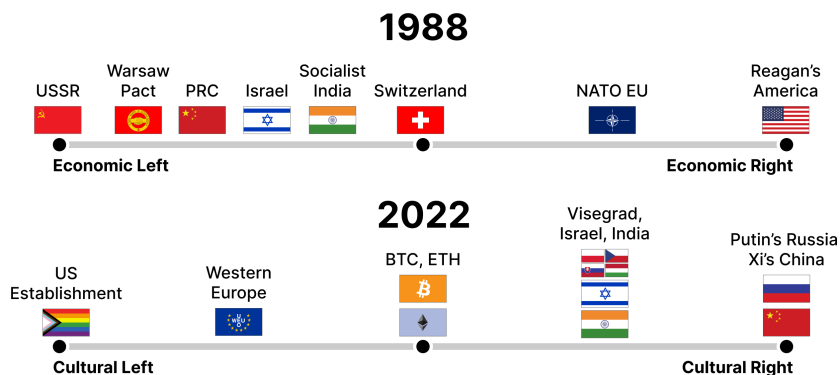 1988
USSR
Warsaw
Pact
PRC
Israel
Socialist
India
Switzerland
NATO EU
Reagan's
America
Economic Left
Economic Right
2022
US
Establishment
Western
Europe
BTC, ETH
Visegrad,
Israel, India
Putin's Russia
Xi's China
Cultural Left
Cultural Right